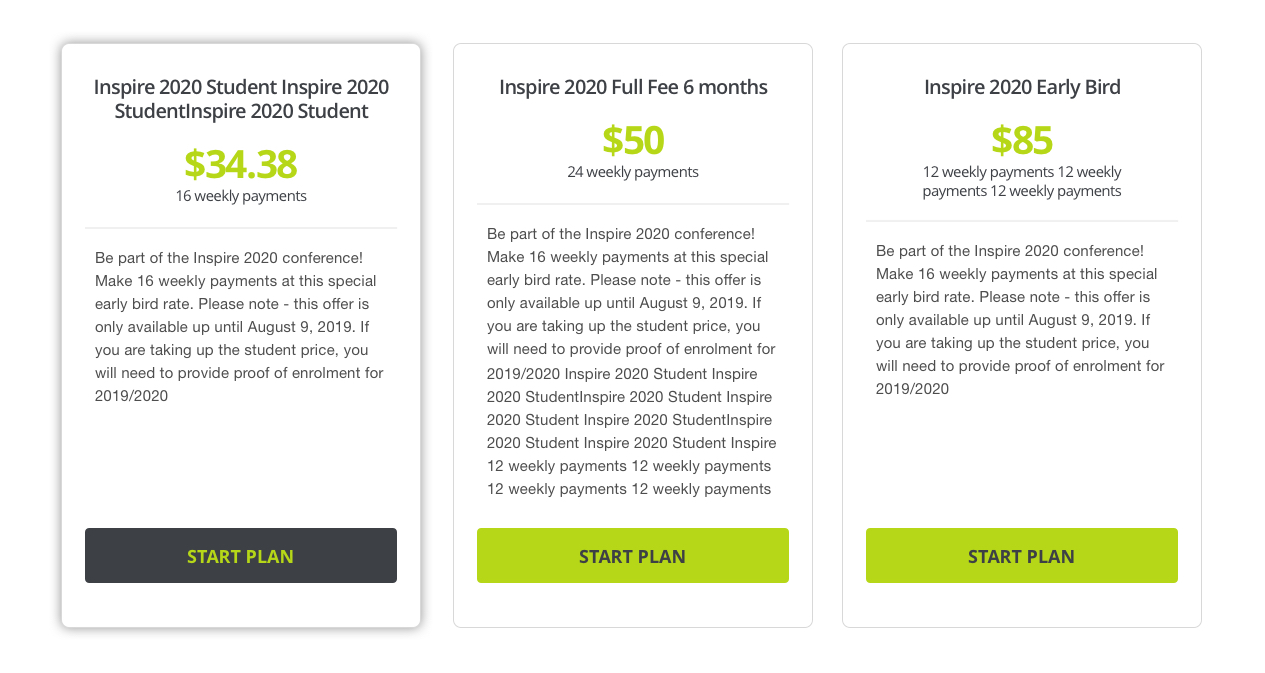 Inspire 2020 Student Inspire 2020
StudentInspire 2020 Student
$34.38
16 weekly payments
Be part of the Inspire 2020 conference!
Make 16 weekly payments at this special
early bird rate. Please note - this offer is
only available up until August 9, 2019. If
you are taking up the student price, you
will need to provide proof of enrolment for
2019/2020
START PLAN
Inspire 2020 Full Fee 6 months
$50
24 weekly payments
Be part of the Inspire 2020 conference!
Make 16 weekly payments at this special
early bird rate. Please note - this offer is
only available up until August 9, 2019. If
you are taking up the student price, you
will need to provide proof of enrolment for
2019/2020 Inspire 2020 Student Inspire
2020 StudentInspire 2020 Student Inspire
2020 Student Inspire 2020 StudentInspire
2020 Student Inspire 2020 Student Inspire
12 weekly payments 12 weekly payments
12 weekly payments 12 weekly payments
START PLAN
Inspire 2020 Early Bird
$85
12 weekly payments 12 weekly
payments 12 weekly payments
Be part of the Inspire 2020 conference!
Make 16 weekly payments at this special
early bird rate. Please note - this offer is
only available up until August 9, 2019. If
you are taking up the student price, you
will need to provide proof of enrolment for
2019/2020
START PLAN